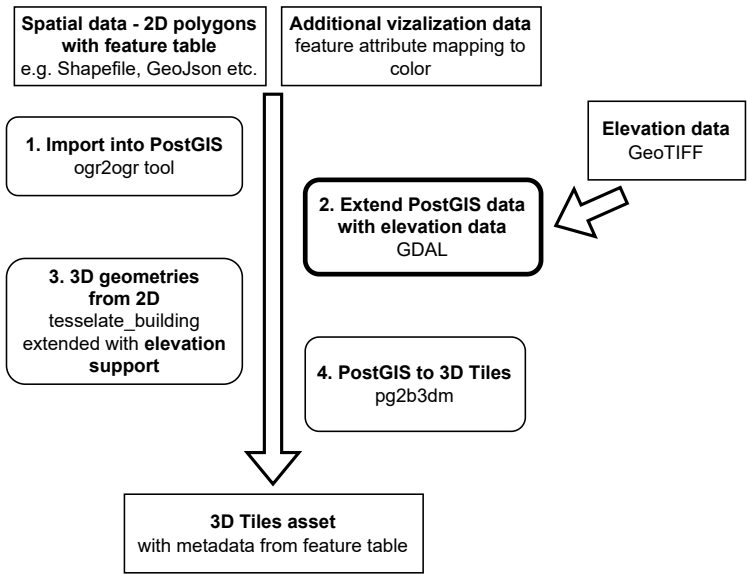 Spatial data - 2D polygons
with feature table
e.g. Shapefile, GeoJson etc.
Additional vizalization data
feature attribute mapping to
color
Elevation data
GeoTIFF
1. Import into PostGIS
ogr2ogr tool
2. Extend PostGIS data
with elevation data
GDAL
3. 3D geometries
from 2D
tesselate_building
extended with elevation
support
4. PostGIS to 3D Tiles
pg2b3dm
3D Tiles asset
with metadata from feature table